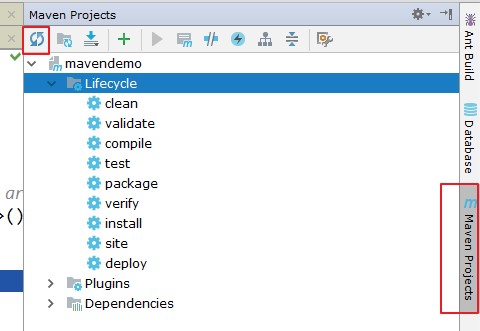 Maven Projects
mavendemo
Lifecycle
clean
validate
compile
test
package
verify
install
site
deploy
Plugins
Dependencies
ar
>()
Ant Build
Database
Maven Projects